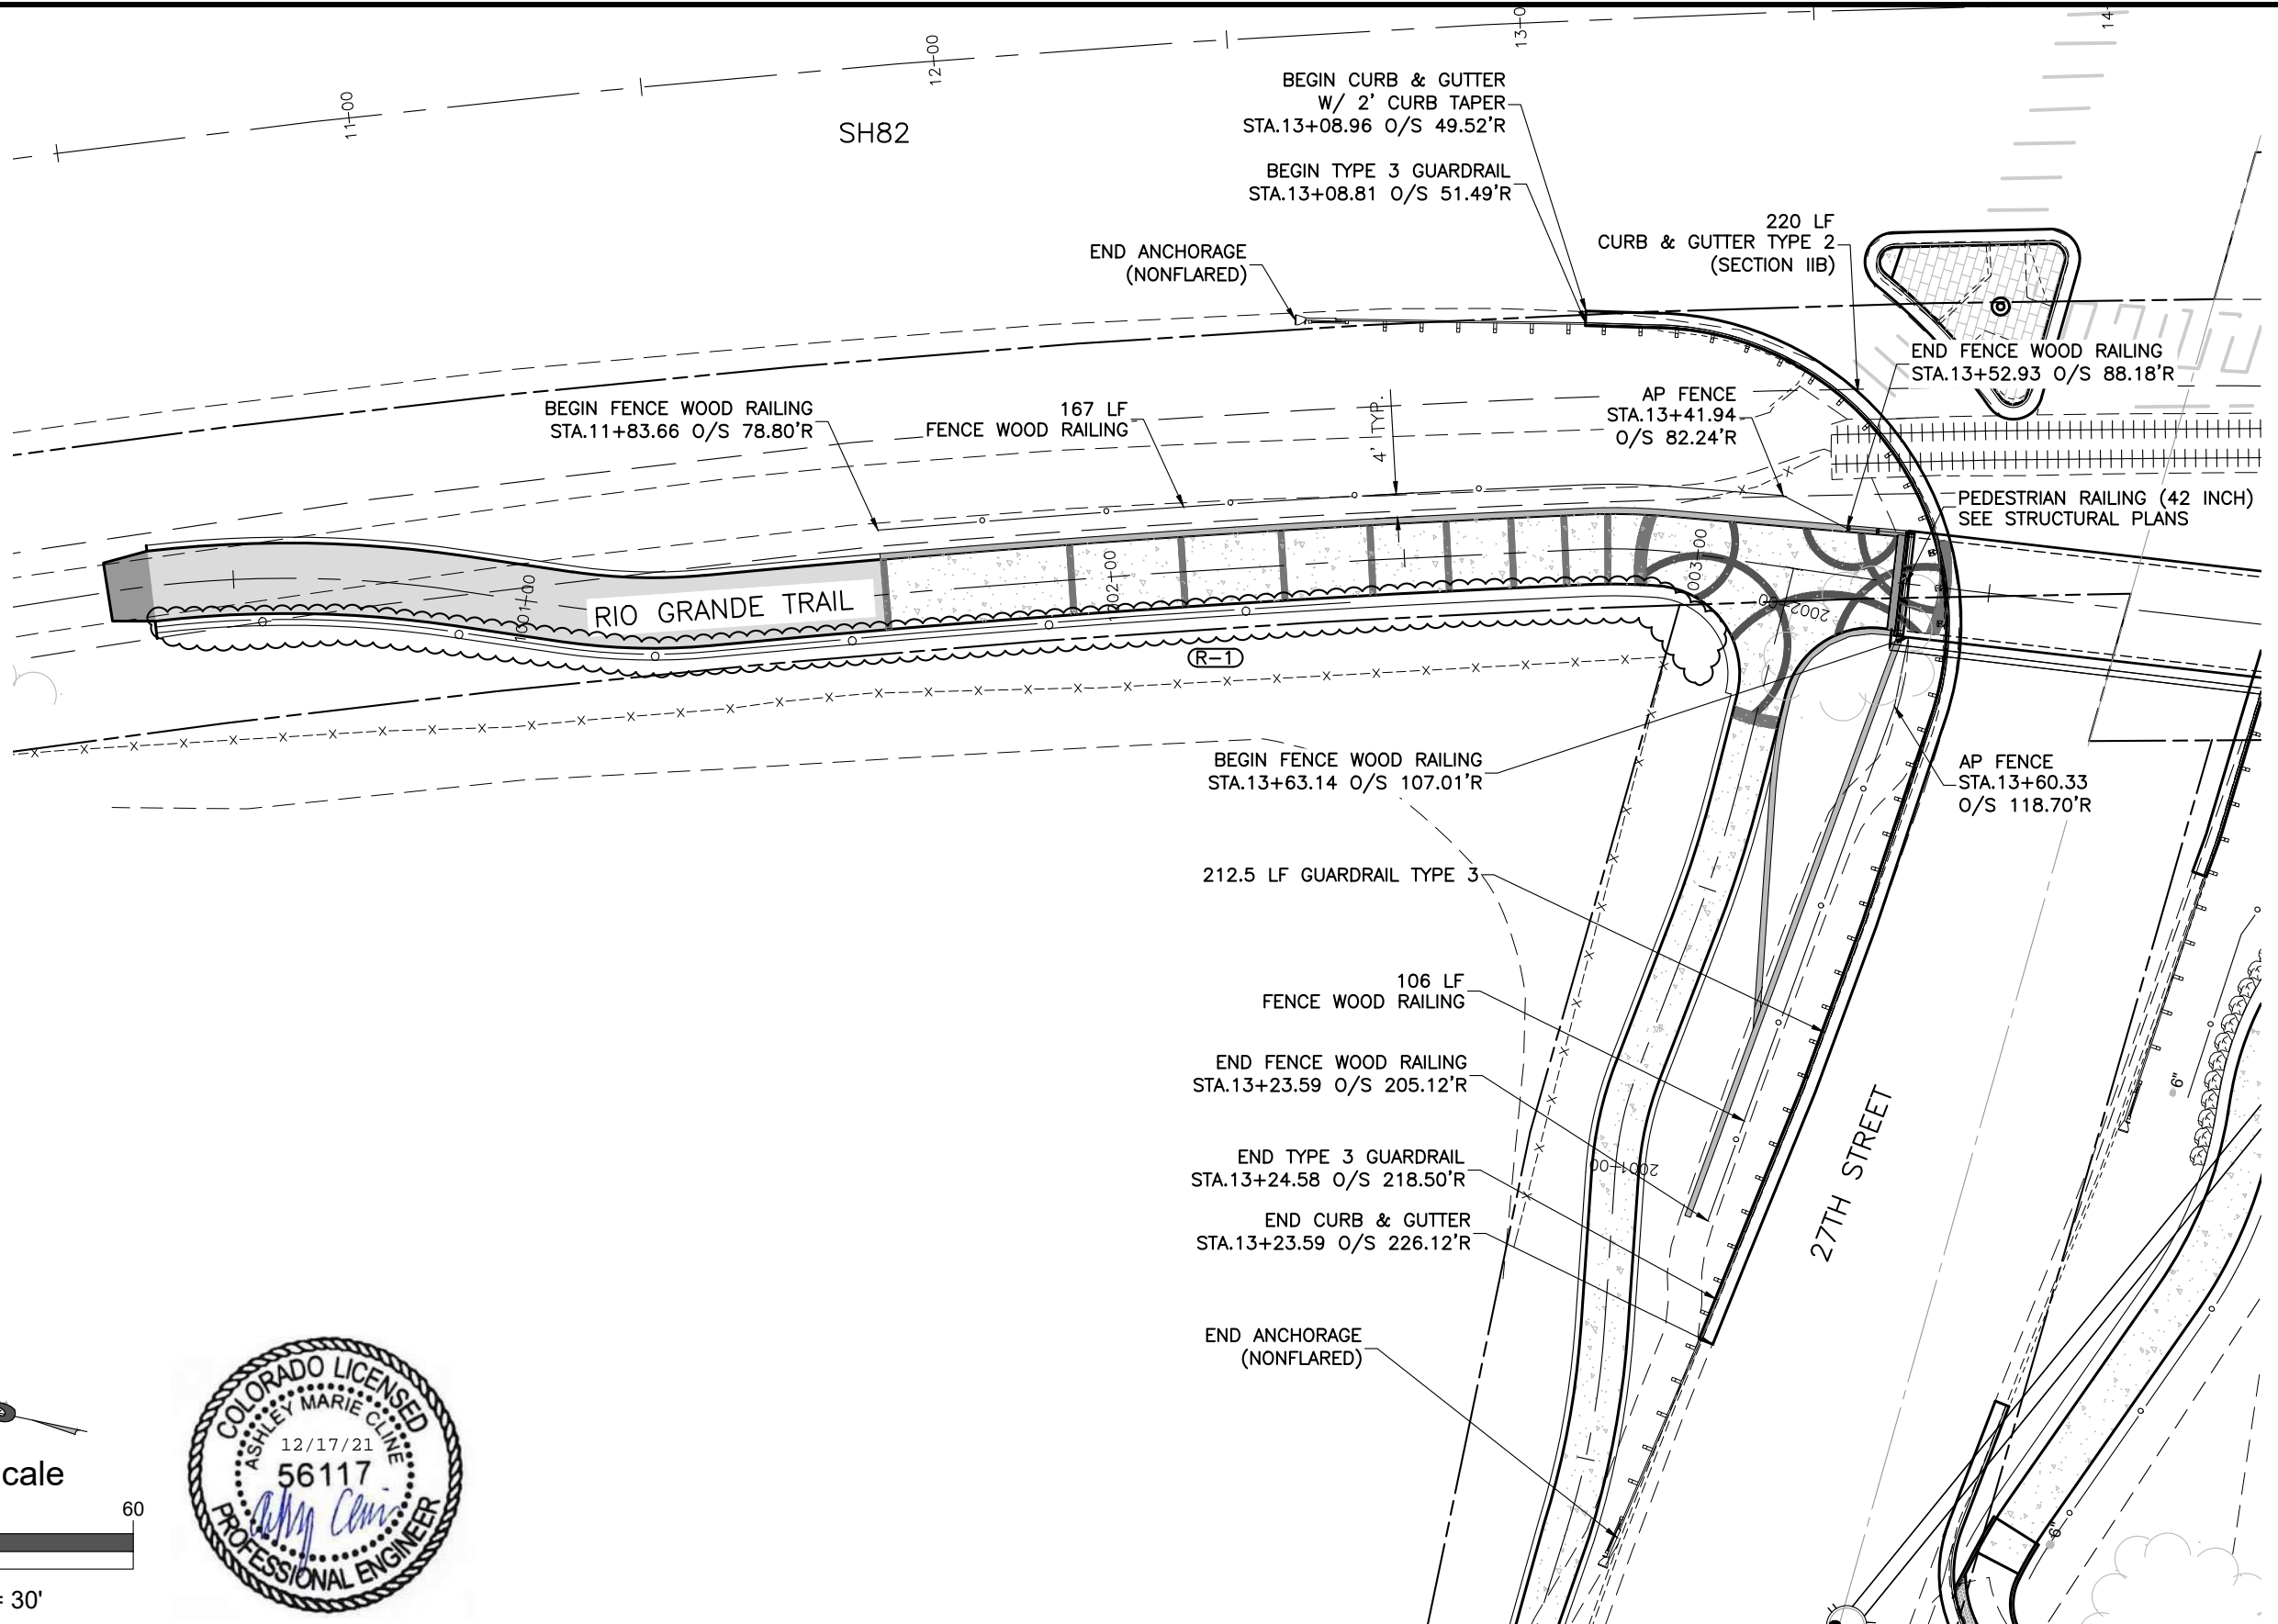 11+00
12+00
13+0
14+
SH82
BEGIN CURB & GUTTER
W/ 2' CURB TAPER
STA.13+08.96 O/S 49.52'R
BEGIN TYPE 3 GUARDRAIL
STA.13+08.81 O/S 51.49'R
END ANCHORAGE
(NONFLARED)
220 LF
CURB & GUTTER TYPE 2
(SECTION IIB)
END FENCE WOOD RAILING
STA.13+52.93 O/S 88.18'R
BEGIN FENCE WOOD RAILING
STA.11+83.66 O/S 78.80'R
167 LF
FENCE WOOD RAILING
4' TYP.
AP FENCE
STA.13+41.94
O/S 82.24'R
PEDESTRIAN RAILING (42 INCH)
SEE STRUCTURAL PLANS
1001+00
RIO GRANDE TRAIL
1002+00
1003+00
2002+00
R-1
BEGIN FENCE WOOD RAILING
STA.13+63.14 O/S 107.01'R
AP FENCE
STA.13+60.33
O/S 118.70'R
212.5 LF GUARDRAIL TYPE 3
106 LF
FENCE WOOD RAILING
END FENCE WOOD RAILING
STA.13+23.59 O/S 205.12'R
END TYPE 3 GUARDRAIL
STA.13+24.58 O/S 218.50'R
2001+00
END CURB & GUTTER
STA.13+23.59 O/S 226.12'R
27TH STREET
6"
END ANCHORAGE
(NONFLARED)
6"
cale
60
= 30'
COLORADO LICENSED
ASHLEY MARIE CLINE
12/17/21
56117
PROFESSIONAL ENGINEER